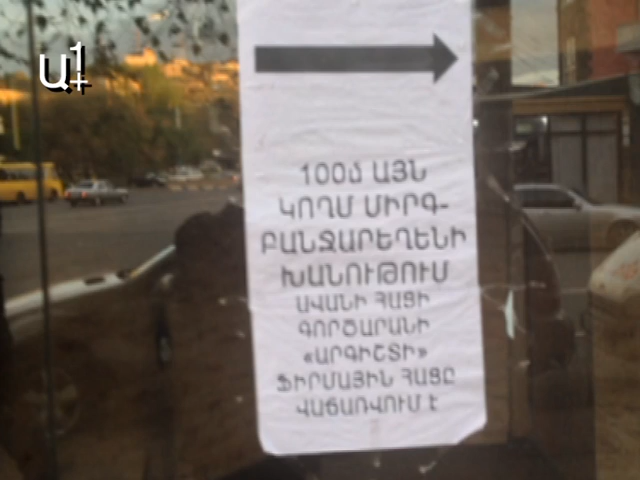 Ա1+
100մ ԱՅՆ
ԿՈՂՄ ՄԻՐԳ-
ԲԱՆՋԱՐԵՂԵՆԻ
ԽԱՆՈՒԹՈՒՄ
ԱՎԱՆԻ ՀԱՑԻ
ԳՈՐԾԱՐԱՆԻ
«ԱՐԳԻՇՏԻ»
ՖԻՐՄԱՅԻՆ ՀԱՑԸ
ՎԱՃԱՌՎՈՒՄ Է